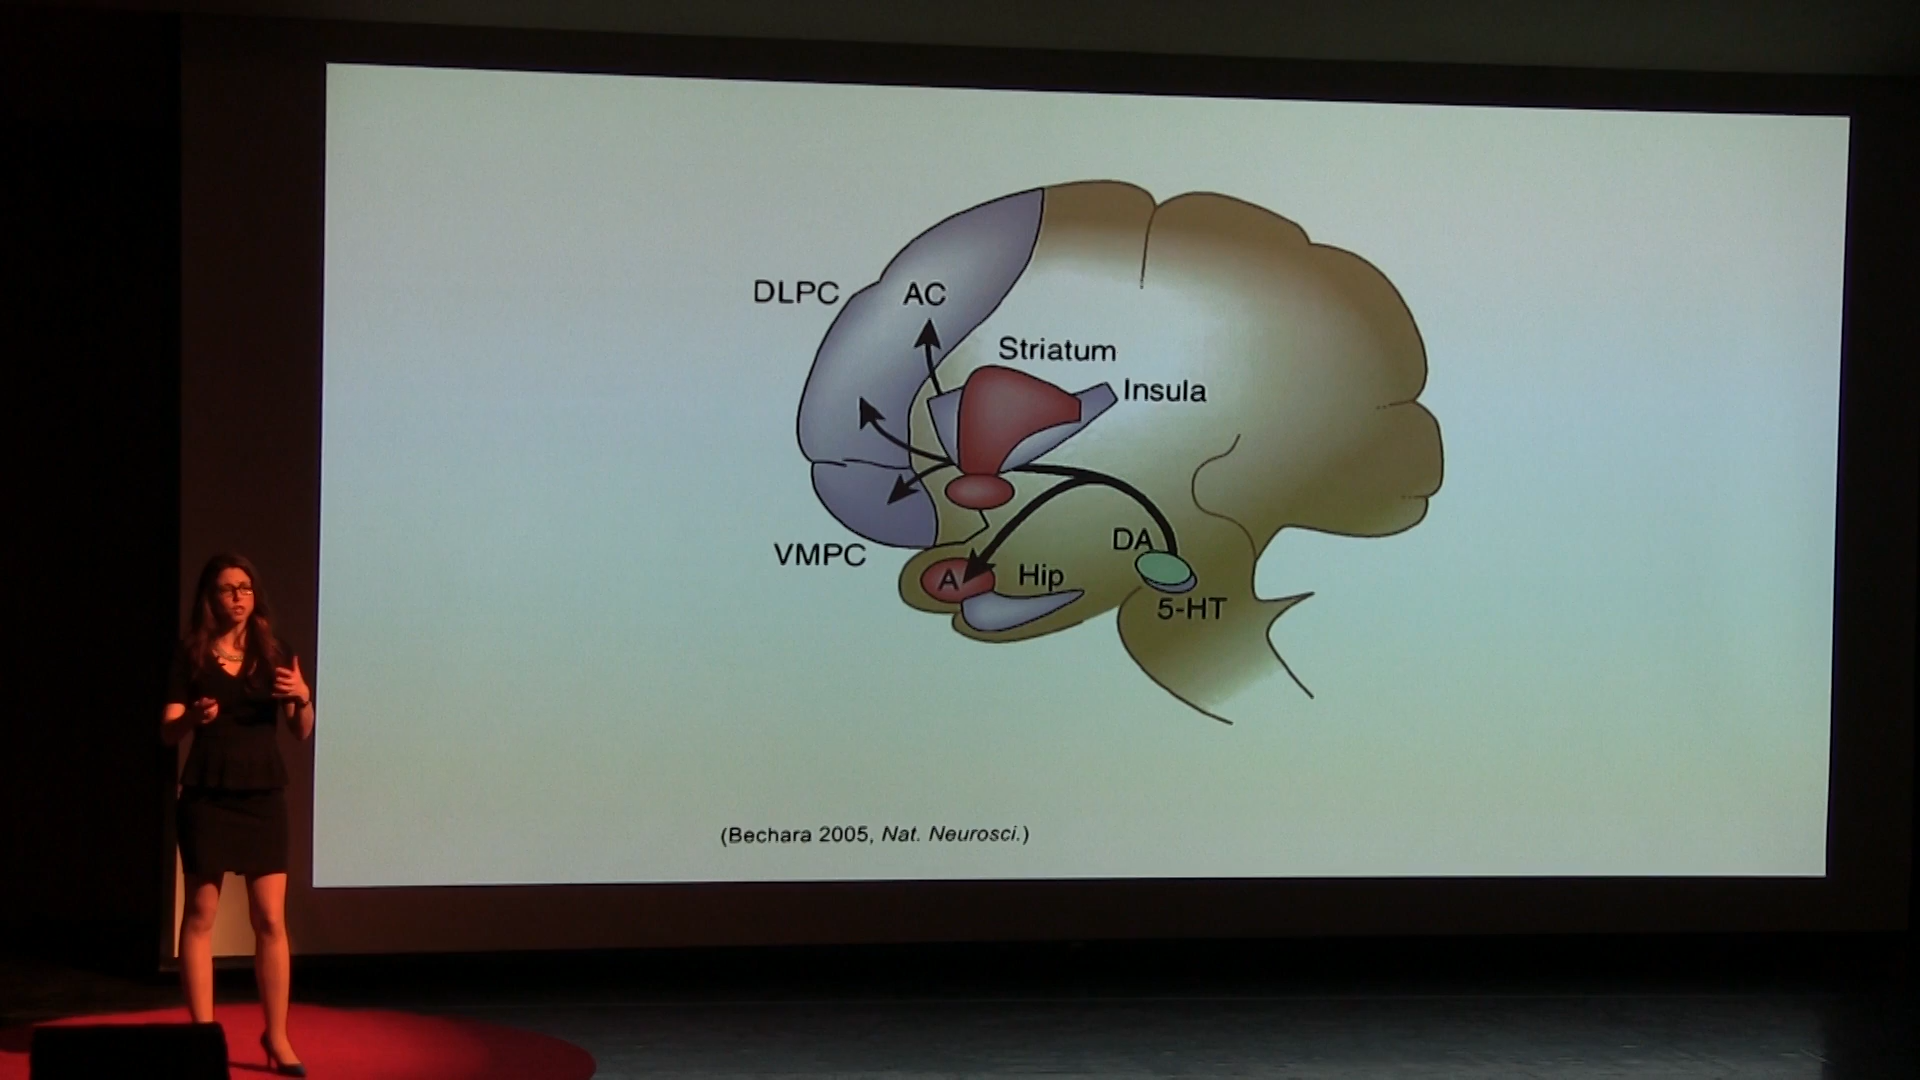 DLPC
AC
Striatum
Insula
VMPC
A
Hip
DA
5-HT
(Bechara 2005, Nat. Neurosci.)